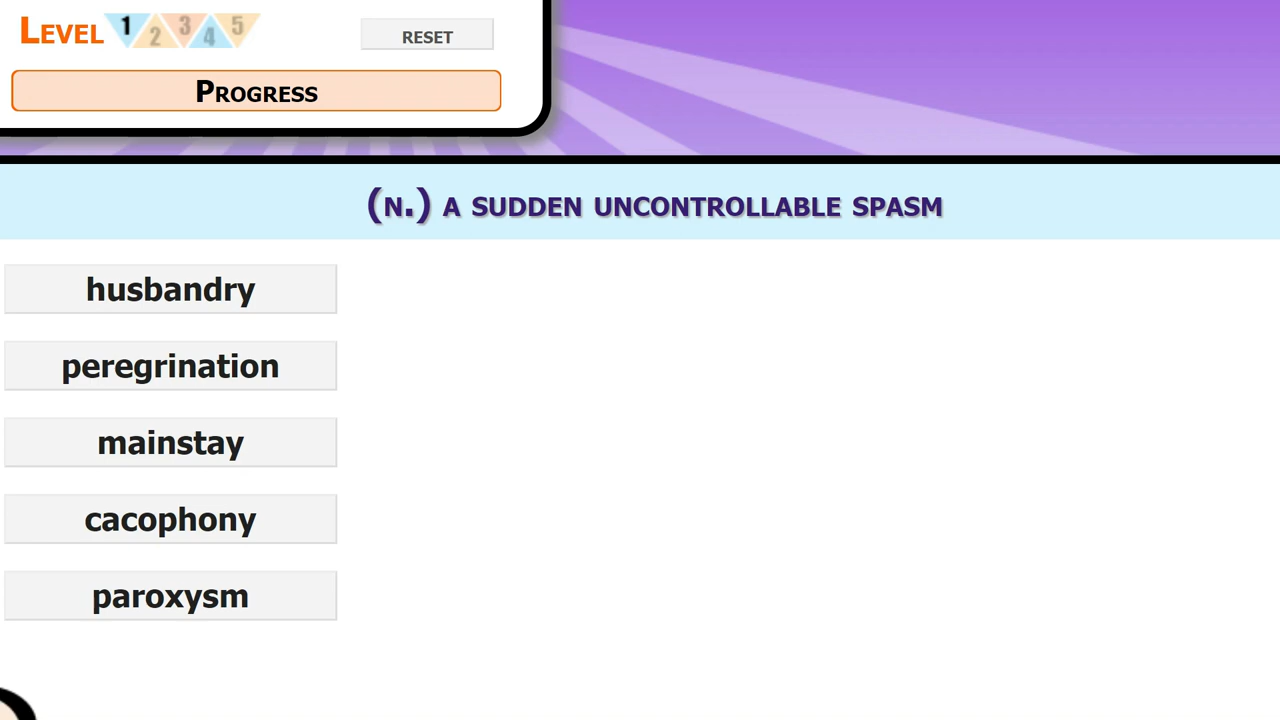 LEVEL 1 2 3 4 5
RESET
PROGRESS
(N.) A SUDDEN UNCONTROLLABLE SPASM
husbandry
peregrination
mainstay
cacophony
paroxysm